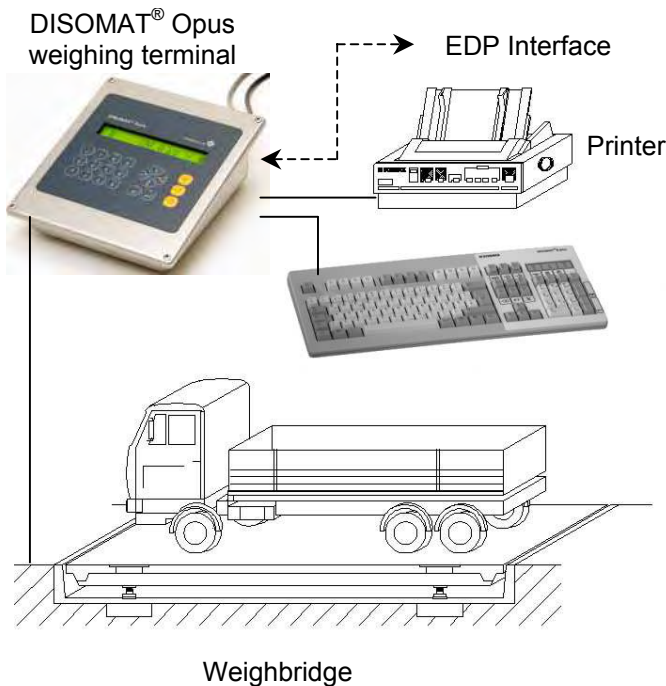 DISOMAT® Opus
weighing terminal
EDP Interface
Printer
Weighbridge